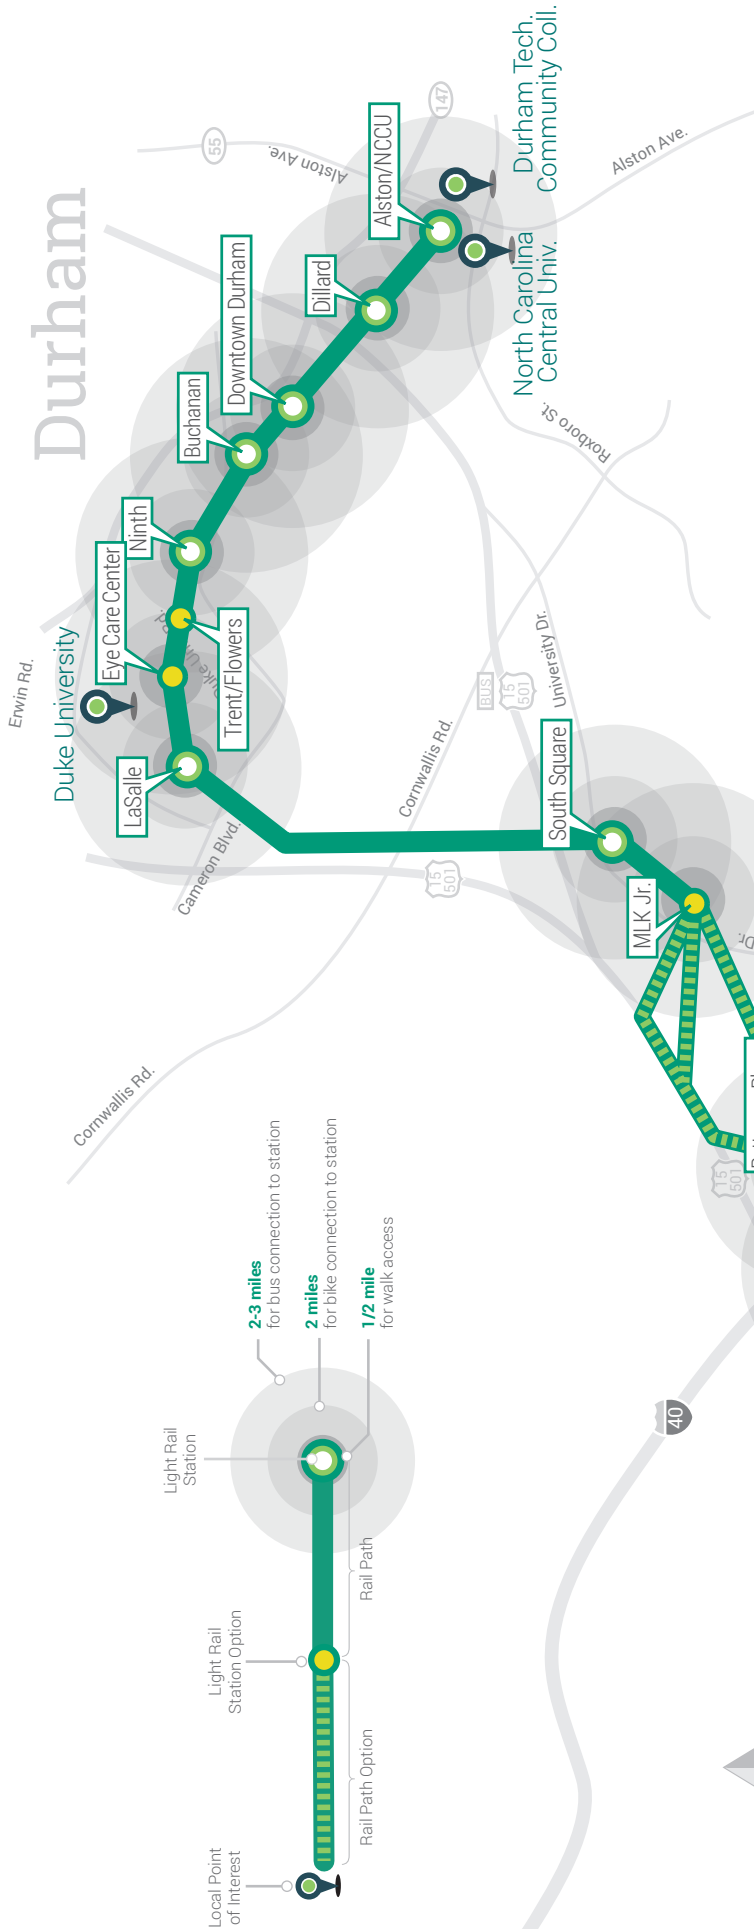 Durham
Durham Tech.
Community Coll.
North Carolina
Central Univ.
Duke University
Alston/NCCU
Dillard
Downtown Durham
Buchanan
Ninth
Trent/Flowers
Eye Care Center
LaSalle
South Square
MLK Jr.
55
147
Alston Ave.
Alston Ave.
Roxboro St.
Erwin Rd.
University Dr.
BUS
15
501
Cornwallis Rd.
Cameron Blvd.
15
501
Cornwallis Rd.
Dr.
15
501
40
2-3 miles
for bus connection to station
2 miles
for bike connection to station
1/2 mile
for walk access
Light Rail
Station
Rail Path
Light Rail
Station Option
Rail Path Option
Local Point
of Interest